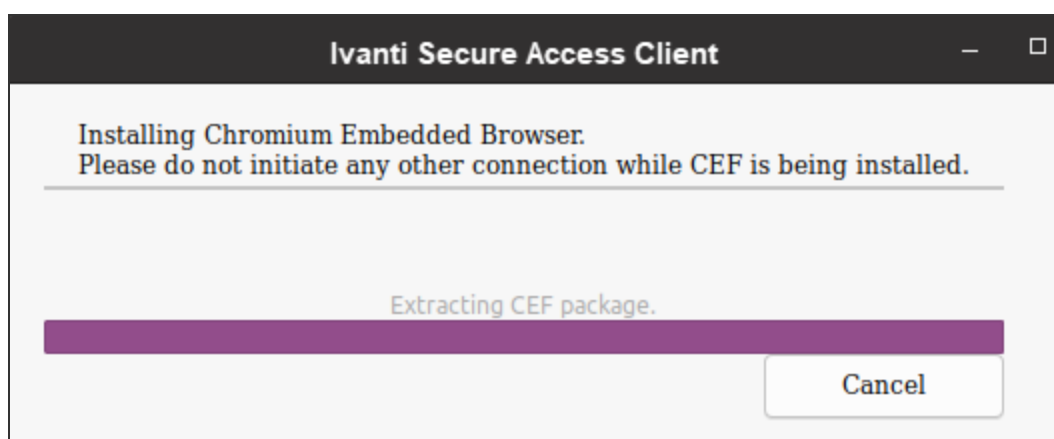 Ivanti Secure Access Client
Installing Chromium Embedded Browser.
Please do not initiate any other connection while CEF is being installed.
Extracting CEF package.
Cancel